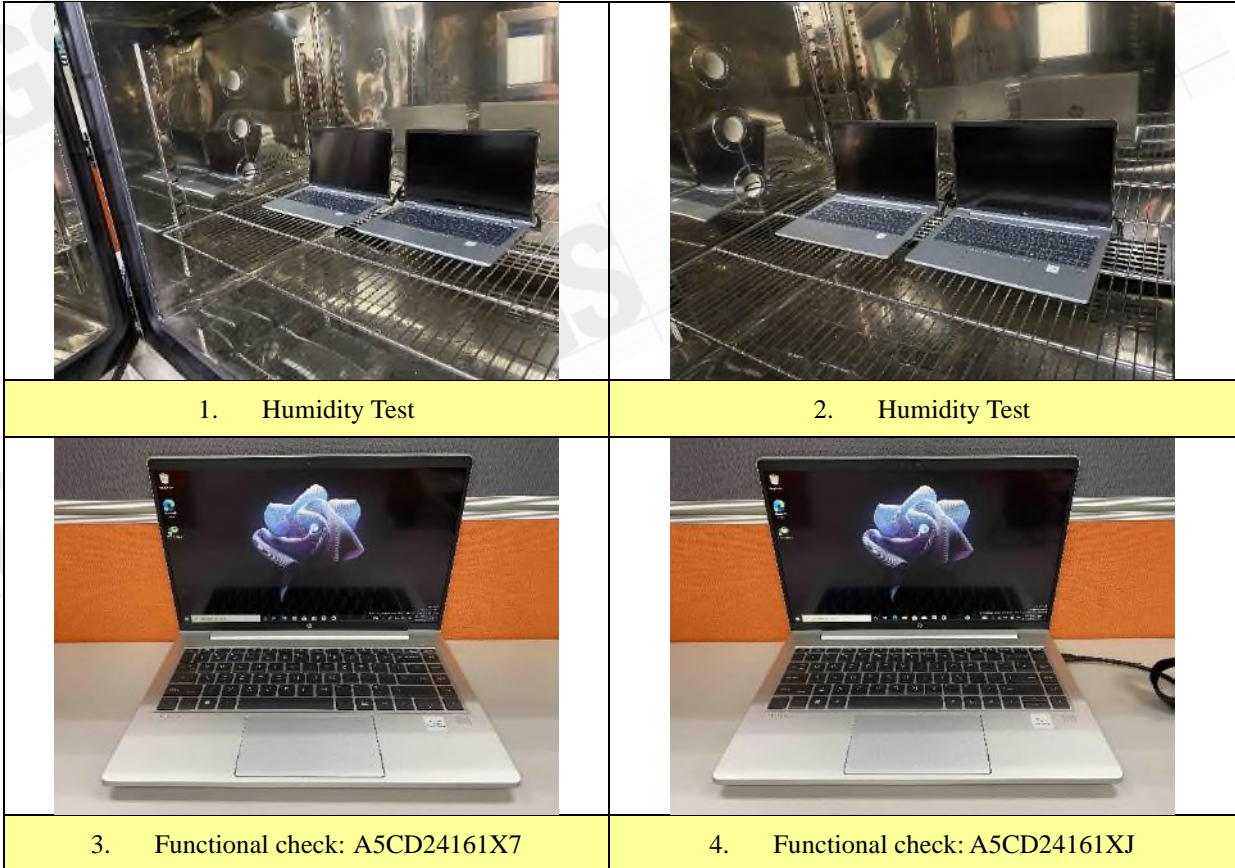 1. Humidity Test
2. Humidity Test
3. Functional check: A5CD24161X7
4. Functional check: A5CD24161XJ